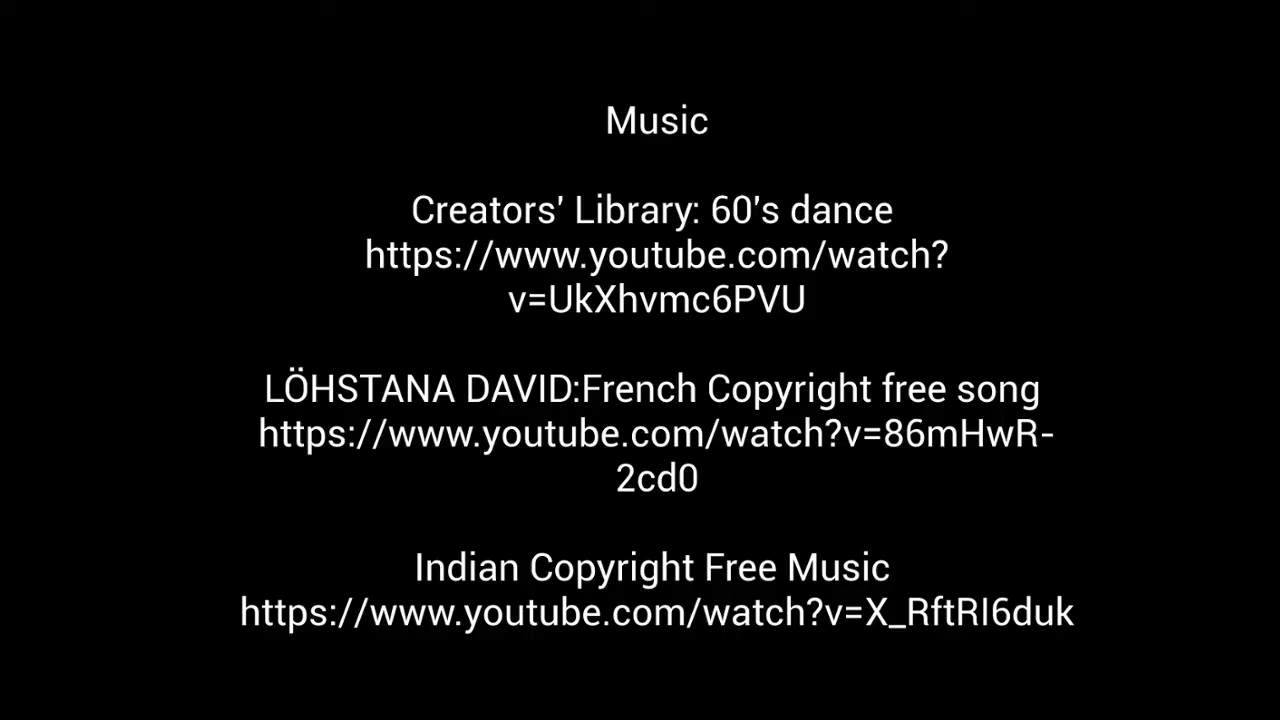 Music
Creators' Library: 60's dance
https://www.youtube.com/watch?
v=UkXhvmc6PVU
LÖHSTANA DAVID:French Copyright free song
https://www.youtube.com/watch?v=86mHwR-
2cd0
Indian Copyright Free Music
https://www.youtube.com/watch?v=X_RftRI6duk